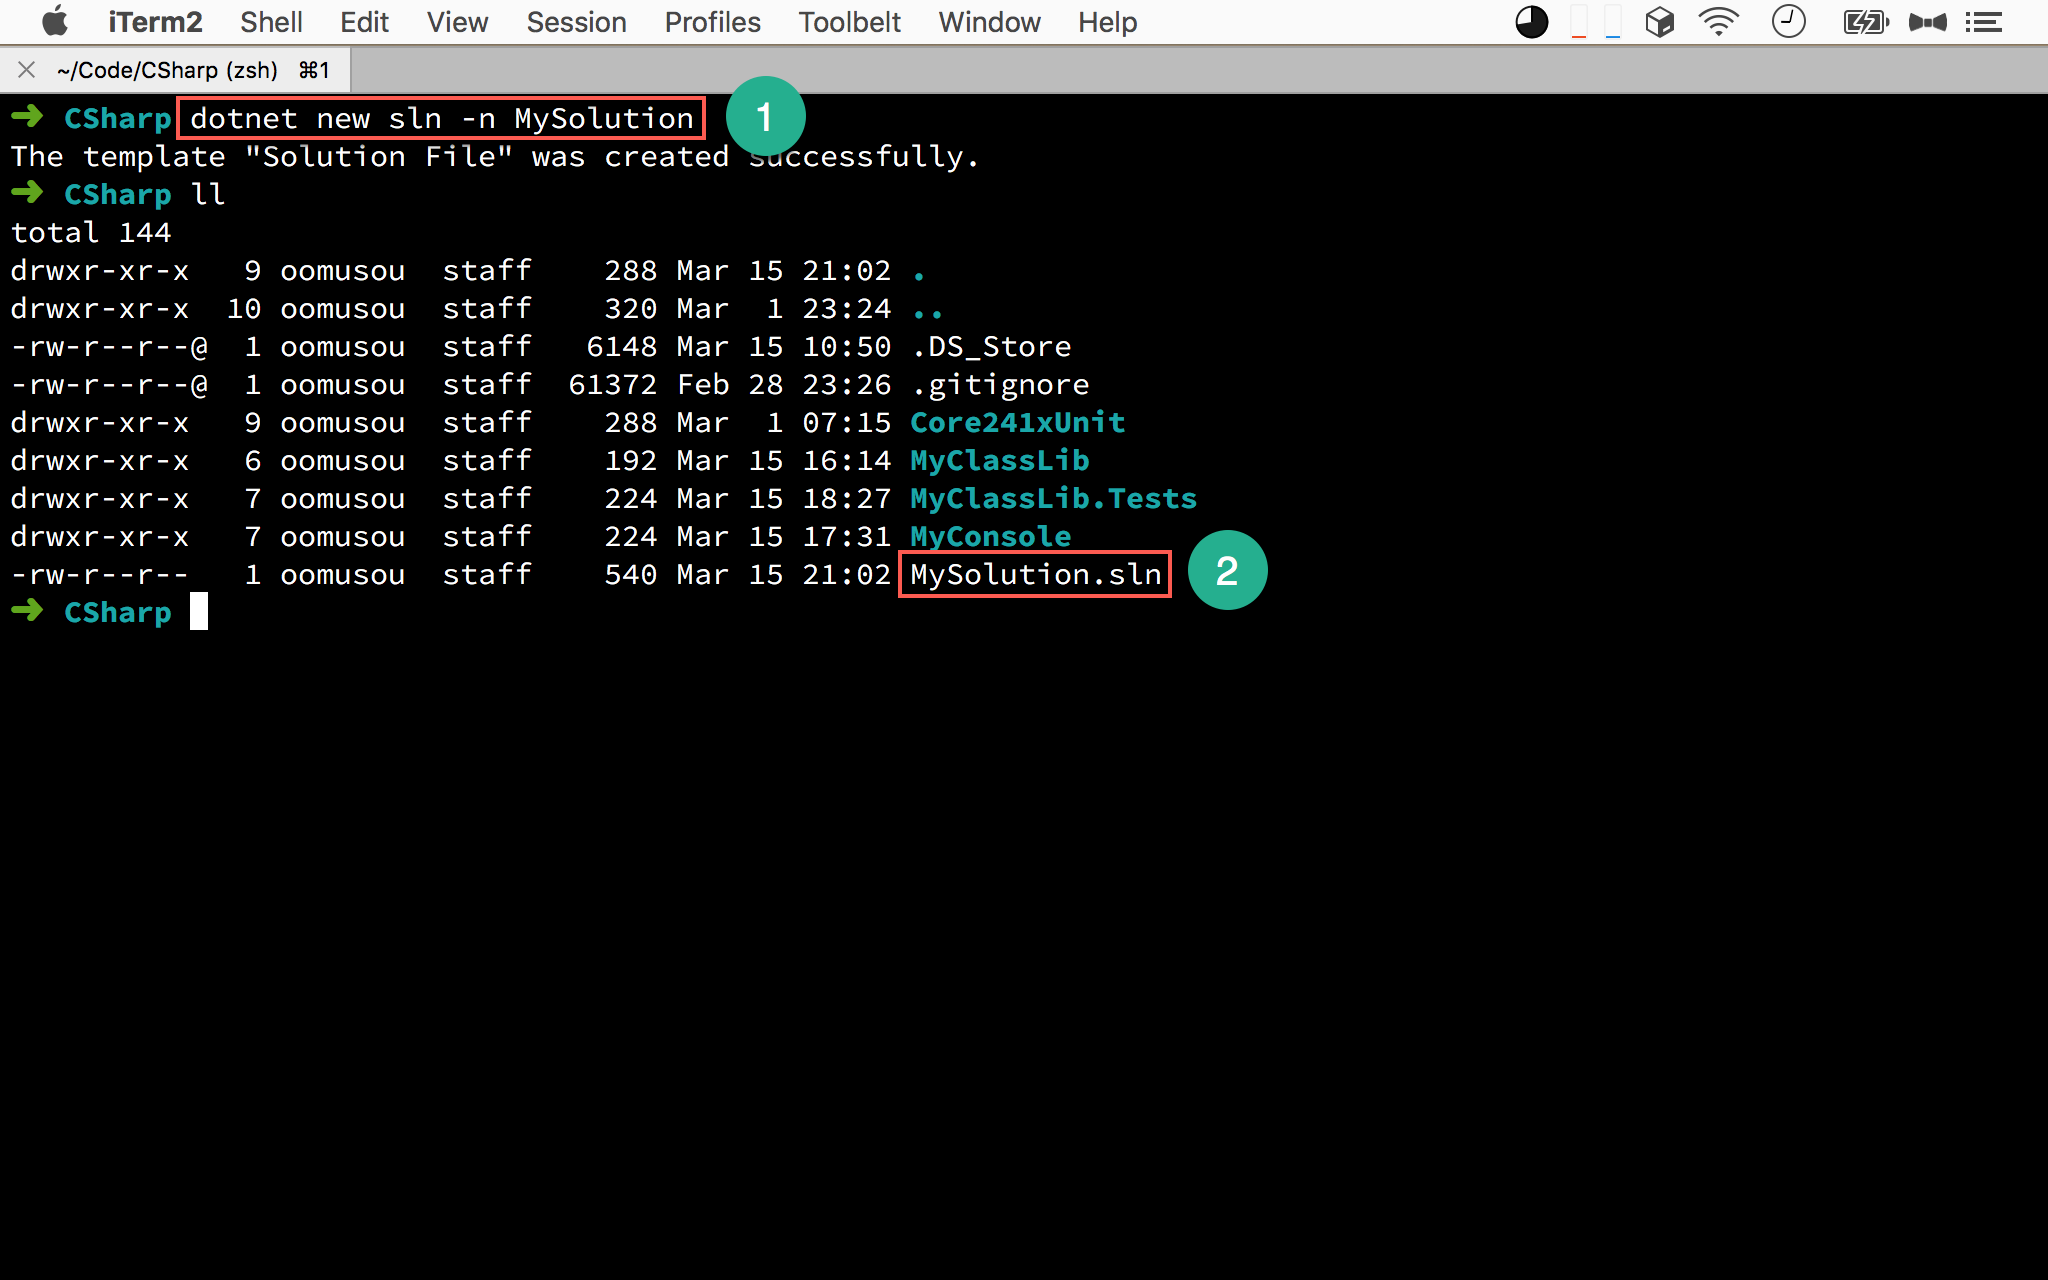 iTerm2 Shell Edit View Session Profiles Toolbelt Window Help
~/Code/CSharp (zsh) ⌘1
➜ CSharp dotnet new sln -n MySolution 1
The template "Solution File" was created successfully.
➜ CSharp ll
total 144
drwxr-xr-x 9 oomusou staff 288 Mar 15 21:02 .
drwxr-xr-x 10 oomusou staff 320 Mar 1 23:24 ..
-rw-r--r--@ 1 oomusou staff 6148 Mar 15 10:50 .DS_Store
-rw-r--r--@ 1 oomusou staff 61372 Feb 28 23:26 .gitignore
drwxr-xr-x 9 oomusou staff 288 Mar 1 07:15 Core241xUnit
drwxr-xr-x 6 oomusou staff 192 Mar 15 16:14 MyClassLib
drwxr-xr-x 7 oomusou staff 224 Mar 15 18:27 MyClassLib.Tests
drwxr-xr-x 7 oomusou staff 224 Mar 15 17:31 MyConsole
-rw-r--r-- 1 oomusou staff 540 Mar 15 21:02 MySolution.sln 2
➜ CSharp